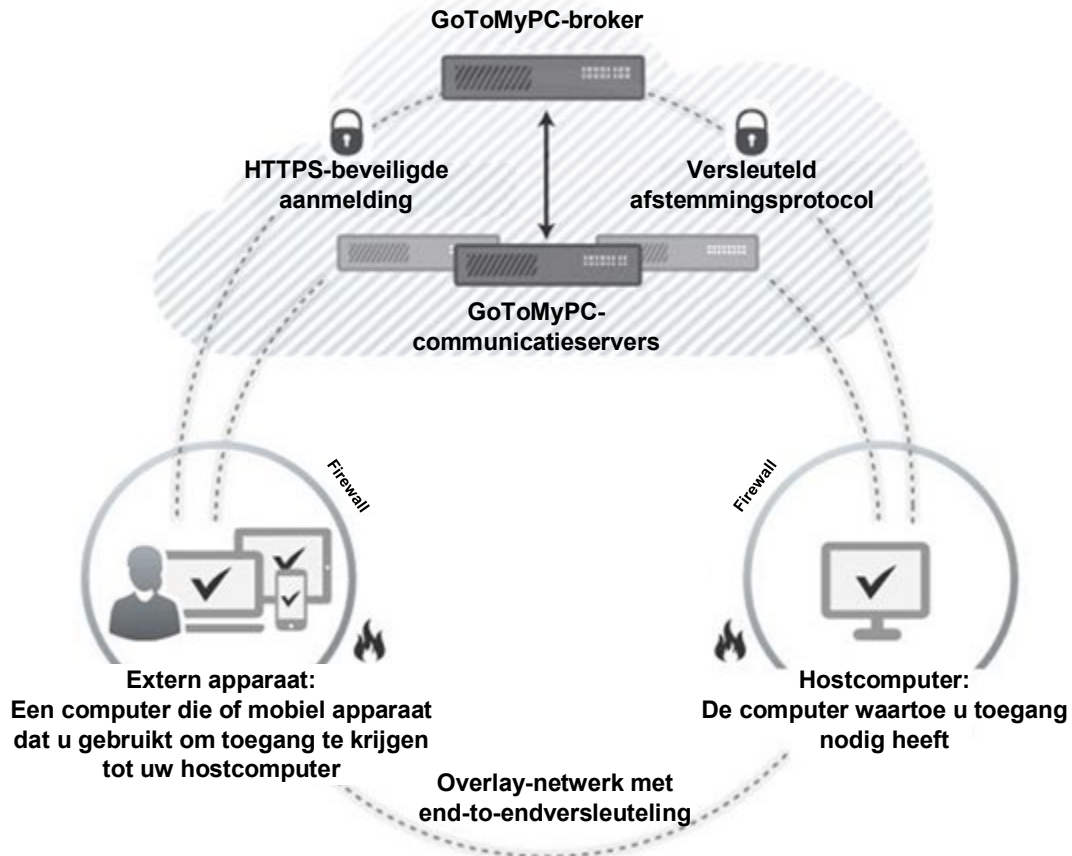 GoToMyPC-broker
HTTPS-beveiligde
aanmelding
Versleuteld
afstemmingsprotocol
GoToMyPC-
communicatieservers
Firewall
Firewall
Extern apparaat:
Een computer die of mobiel apparaat
dat u gebruikt om toegang te krijgen
tot uw hostcomputer
Hostcomputer:
De computer waartoe u toegang
nodig heeft
Overlay-netwerk met
end-to-endversleuteling